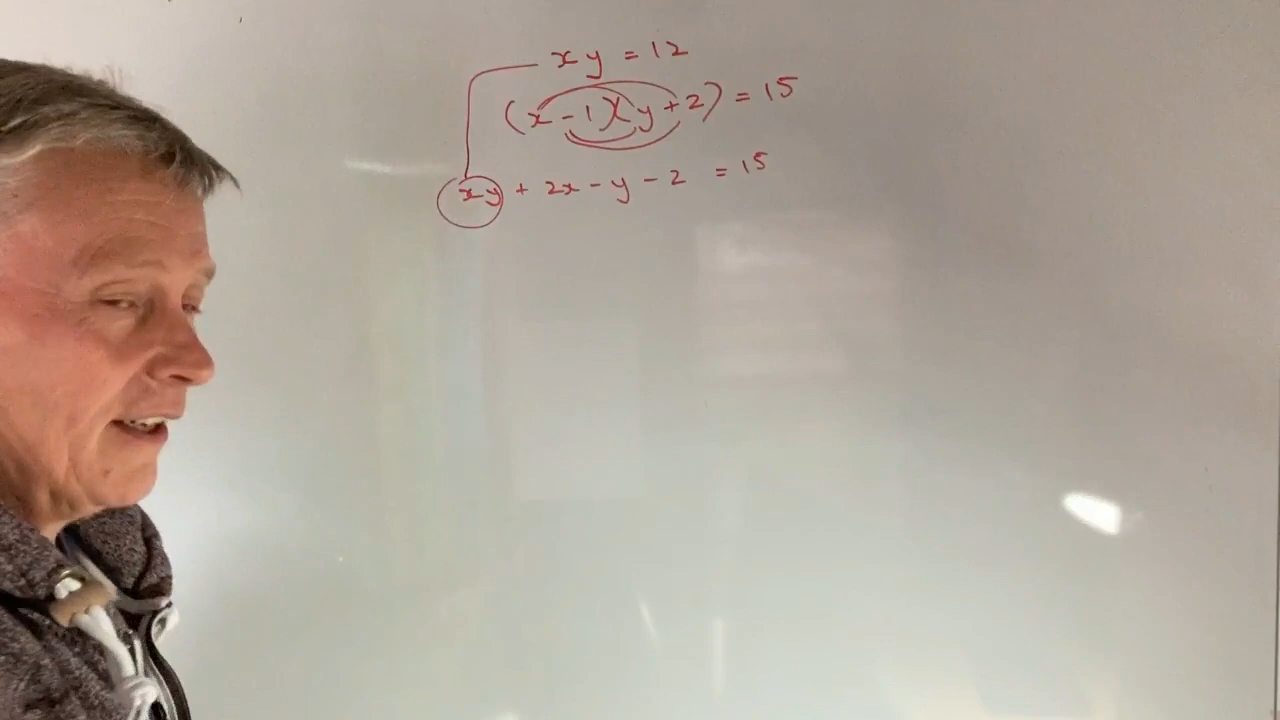 xy = 12
(x - 1)(y + 2) = 15
xy + 2x - y - 2 = 15